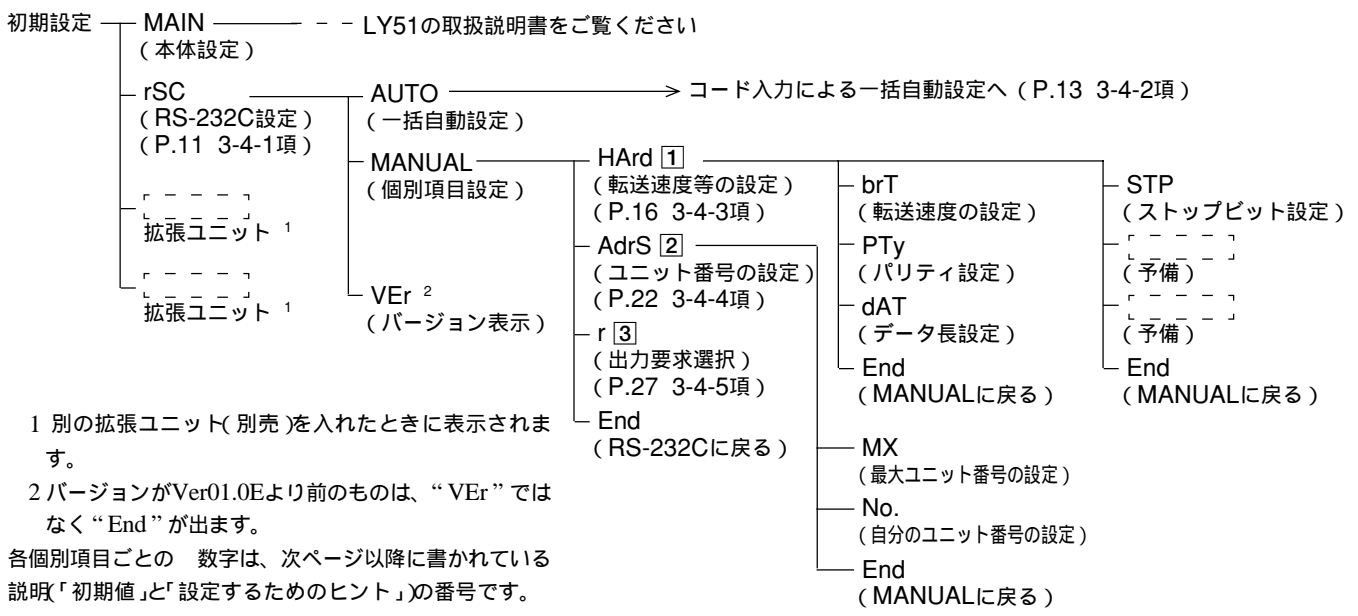 初期設定
MAIN
(本体設定)
LY51の取扱説明書をご覧ください
rSC
(RS-232C設定)
(P.11 3-4-1項)
拡張ユニット 1
拡張ユニット 1
AUTO
(一括自動設定)
コード入力による一括自動設定へ(P.13 3-4-2項)
MANUAL
(個別項目設定)
VEr 2
(バージョン表示)
HArd 1
(転送速度等の設定)
(P.16 3-4-3項)
AdrS 2
(ユニット番号の設定)
(P.22 3-4-4項)
r 3
(出力要求選択)
(P.27 3-4-5項)
End
(RS-232Cに戻る)
brT
(転送速度の設定)
PTy
(パリティ設定)
dAT
(データ長設定)
End
(MANUALに戻る)
STP
(ストップビット設定)
(予備)
(予備)
End
(MANUALに戻る)
MX
(最大ユニット番号の設定)
No.
(自分のユニット番号の設定)
End
(MANUALに戻る)
1 別の拡張ユニット(別売)を入れたときに表示されま
す。
2 バージョンがVer01.0Eより前のものは、“VEr”では
なく“End”が出ます。
各個別項目ごとの 数字は、次ページ以降に書かれている
説明(「初期値」と「設定するためのヒント」)の番号です。